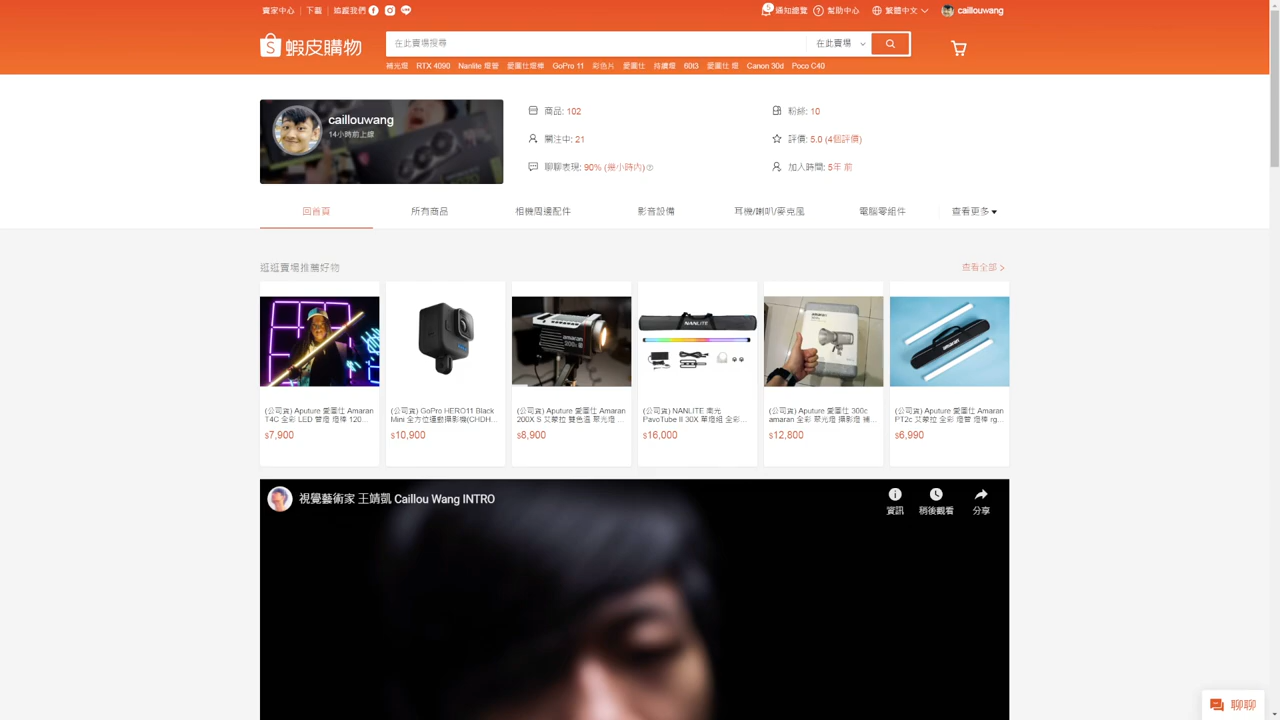 賣家中心 下載 追蹤我們
通知總覽 幫助中心 繁體中文 caillouwang
蝦皮購物
在此賣場搜尋 在此賣場
補光燈 RTX 4090 Nanlite 燈管 愛圖仕燈棒 GoPro 11 彩色片 愛圖仕 持續燈 60t3 愛圖仕 燈 Canon 30d Poco C40
caillouwang
14小時前上線
商品: 102
粉絲: 10
關注中: 21
評價: 5.0 (4個評價)
聊聊表現: 90% (幾小時內)
加入時間: 5年 前
回首頁 所有商品 相機周邊配件 影音設備 耳機/喇叭/麥克風 電腦零組件 查看更多
逛逛賣場推薦好物 查看全部
(公司貨) Aputure 愛圖仕 Amaran
T4C 全彩 LED 管燈 燈棒 120...
$7,900
(公司貨) GoPro HERO11 Black
Mini 全方位運動攝影機(CHDH...
$10,900
amaran
(公司貨) Aputure 愛圖仕 Amaran
200X S 艾蒙拉 雙色溫 聚光燈 ...
$8,900
NANLITE
(公司貨) NANLITE 南光
PavoTube II 30X 單燈組 全彩...
$16,000
(公司貨) Aputure 愛圖仕 300c
amaran 全彩 聚光燈 攝影燈 補...
$12,800
(公司貨) Aputure 愛圖仕 Amaran
PT2c 艾蒙拉 全彩 燈管 燈棒 rg...
$6,990
視覺藝術家 王靖凱 Caillou Wang INTRO
資訊 稍後觀看 分享
聊聊